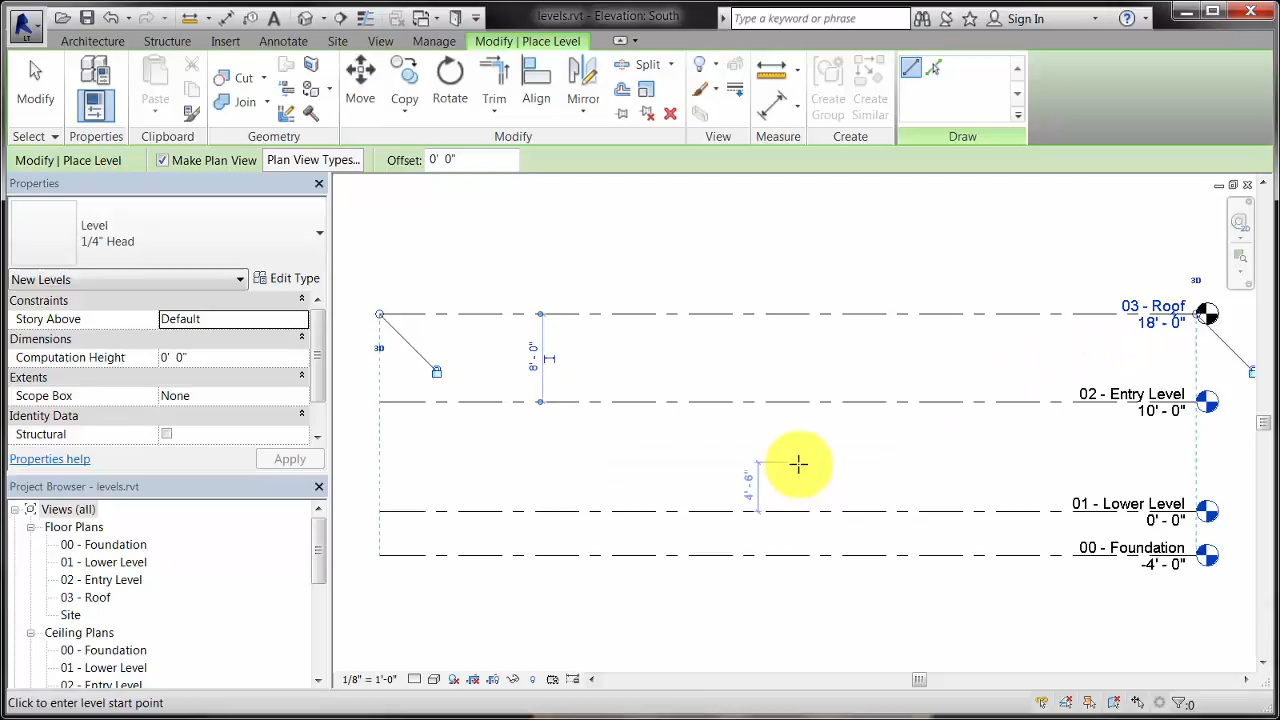 levels.rvt - Elevation: South
Type a keyword or phrase
Sign In
LT
Architecture
Structure
Insert
Annotate
Site
View
Manage
Modify | Place Level
Modify
Paste
Cut
Join
Move
Copy
Rotate
Trim
Align
Mirror
Split
Create Group
Create Similar
Select
Properties
Clipboard
Geometry
Modify
View
Measure
Create
Draw
Modify | Place Level
Make Plan View
Plan View Types...
Offset:
0' 0"
Properties
Level
1/4" Head
New Levels
Edit Type
Constraints
Story Above
Default
Dimensions
Computation Height
0' 0"
Extents
Scope Box
None
Identity Data
Structural
Properties help
Apply
Project Browser - levels.rvt
Views (all)
Floor Plans
00 - Foundation
01 - Lower Level
02 - Entry Level
03 - Roof
Site
Ceiling Plans
00 - Foundation
01 - Lower Level
02 - Entry Level
3D
03 - Roof
18' - 0"
3D
8' - 0"
02 - Entry Level
10' - 0"
4' - 6"
01 - Lower Level
0' - 0"
00 - Foundation
-4' - 0"
2D
1/8" = 1'-0"
Click to enter level start point
:0